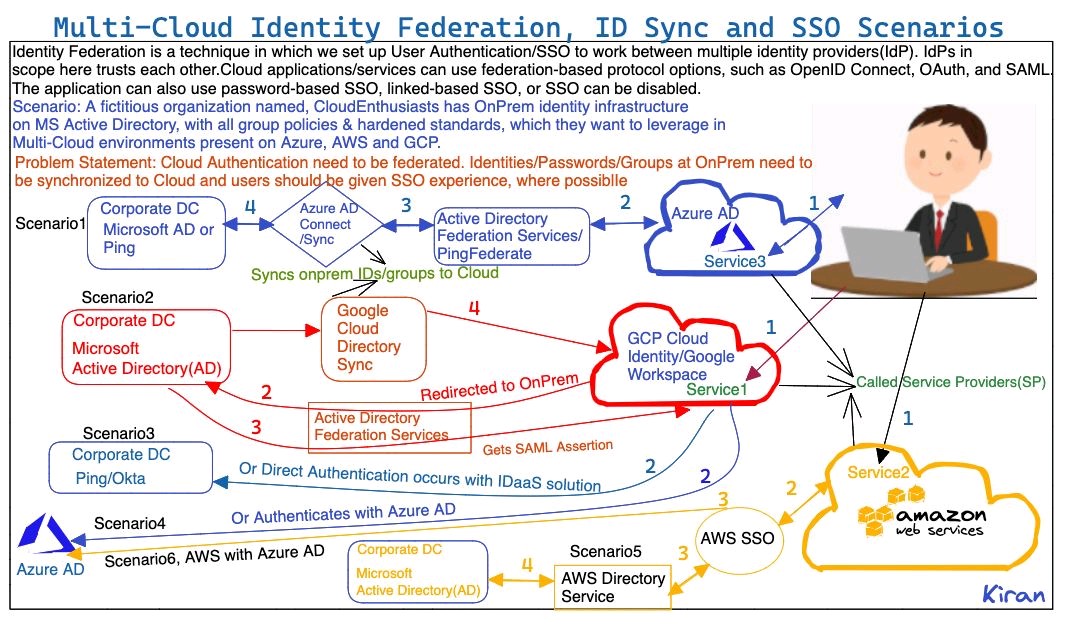 Multi-Cloud Identity Federation, ID Sync and SSO Scenarios
Identity Federation is a technique in which we set up User Authentication/SSO to work between multiple identity providers(IdP). IdPs in
scope here trusts each other.Cloud applications/services can use federation-based protocol options, such as OpenID Connect, OAuth, and SAML.
The application can also use password-based SSO, linked-based SSO, or SSO can be disabled.
Scenario: A fictitious organization named, CloudEnthusiasts has OnPrem identity infrastructure
on MS Active Directory, with all group policies & hardened standards, which they want to leverage in
Multi-Cloud environments present on Azure, AWS and GCP.
Problem Statement: Cloud Authentication need to be federated. Identities/Passwords/Groups at OnPrem need to
be synchronized to Cloud and users should be given SSO experience, where possiblle
Scenario1
Corporate DC
Microsoft AD or
Ping
4
Azure AD
Connect
/Sync
3
Active Directory
Federation Services/
PingFederate
2
Azure AD
Service3
1
Syncs onprem IDs/groups to Cloud
Scenario2
Corporate DC
Microsoft
Active Directory(AD)
Google
Cloud
Directory
Sync
4
GCP Cloud
Identity/Google
Workspace
Service1
1
Called Service Providers(SP)
2
Redirected to OnPrem
3
Active Directory
Federation Services
Gets SAML Assertion
1
Scenario3
Corporate DC
Ping/Okta
Or Direct Authentication occurs with IDaaS solution
2
2
Service2
amazon
web services
Scenario4
Or Authenticates with Azure AD
3
2
Azure AD
Scenario6, AWS with Azure AD
AWS SSO
Corporate DC
Microsoft
Active Directory(AD)
4
Scenario5
AWS Directory
Service
3
Kiran